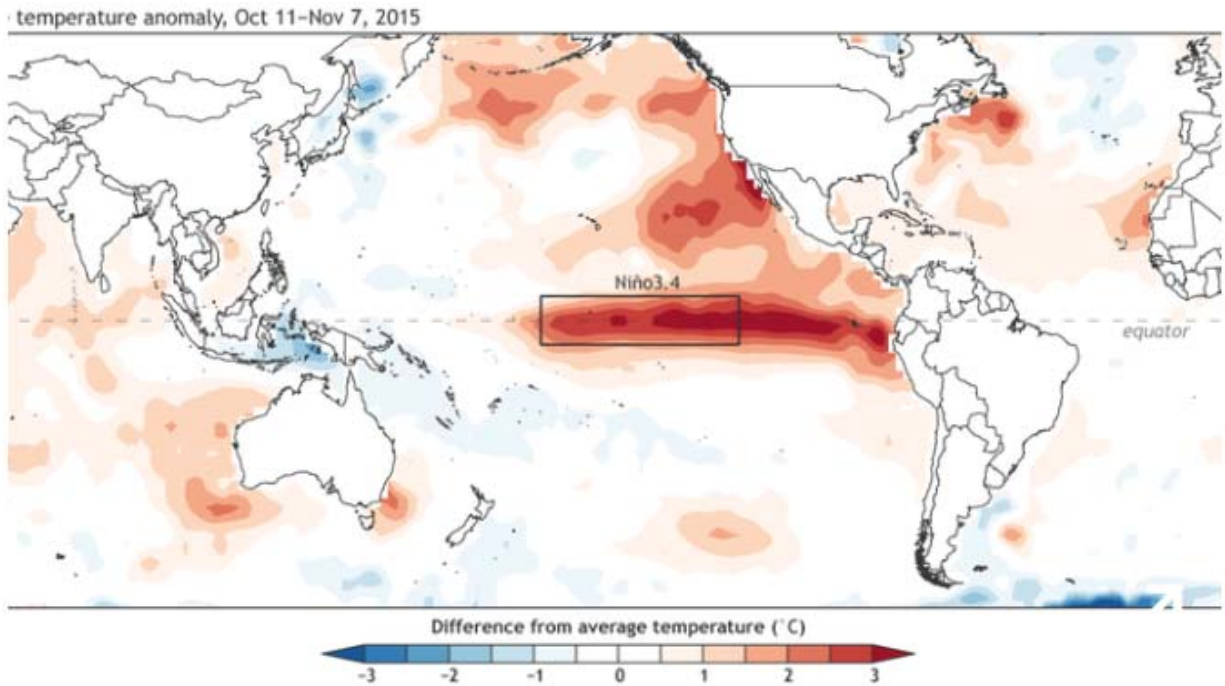 temperature anomaly, Oct 11–Nov 7, 2015
Niño3.4
equator
Difference from average temperature (˚C)
-3 -2 -1 0 1 2 3